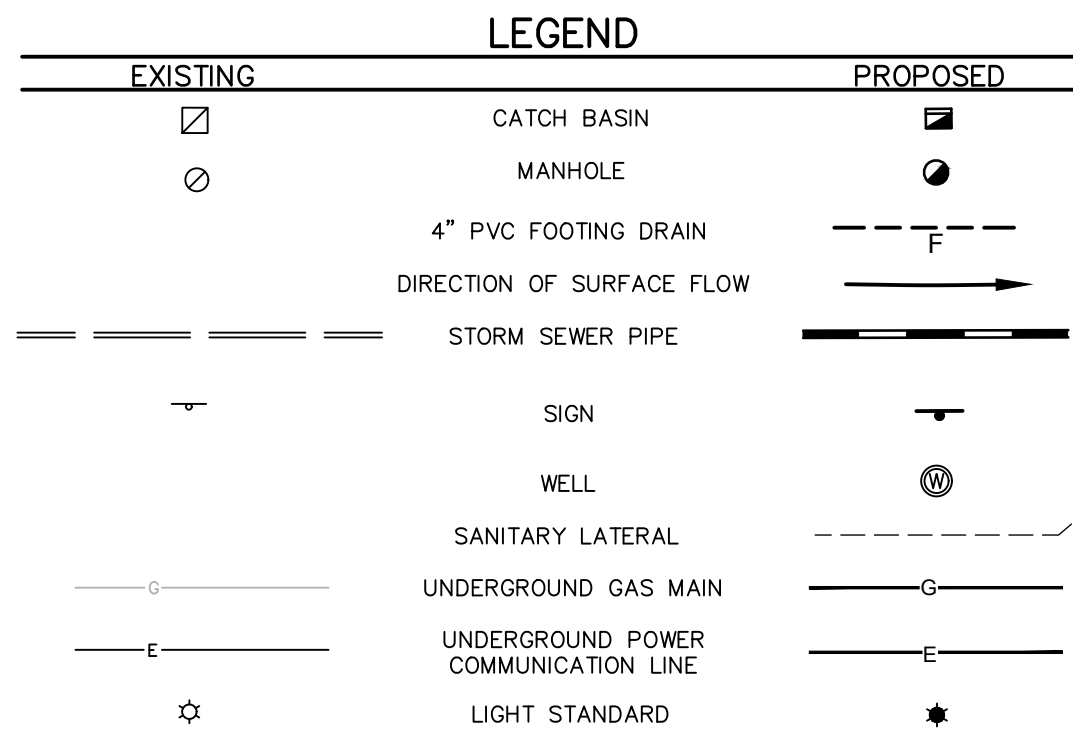 LEGEND
EXISTING PROPOSED
CATCH BASIN
MANHOLE
4" PVC FOOTING DRAIN
F
DIRECTION OF SURFACE FLOW
STORM SEWER PIPE
SIGN
WELL W
SANITARY LATERAL
G UNDERGROUND GAS MAIN G
E UNDERGROUND POWER E
COMMUNICATION LINE
LIGHT STANDARD